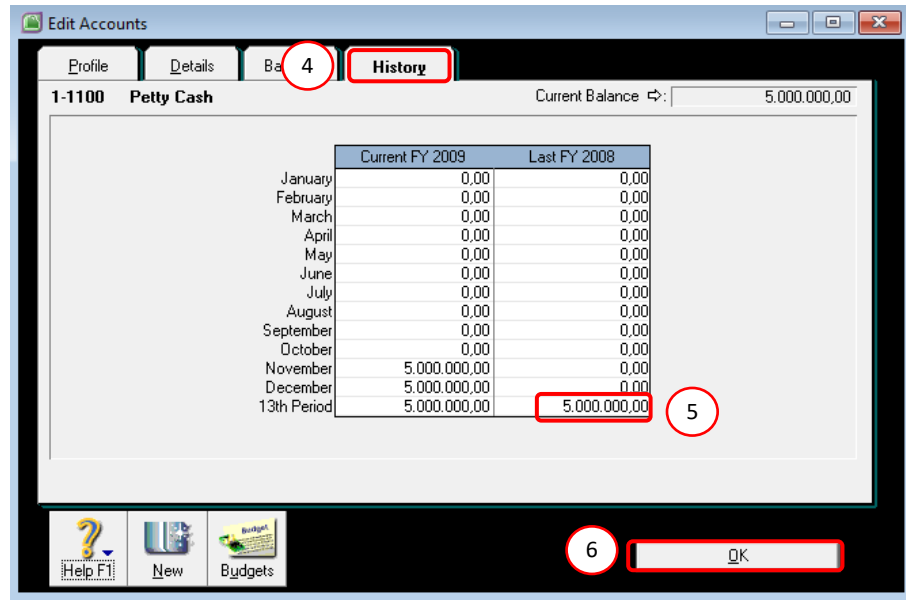 Edit Accounts
Profile Details Ba 4 History
1-1100 Petty Cash Current Balance ⇨: 5.000.000,00
Current FY 2009 Last FY 2008
January 0,00 0,00
February 0,00 0,00
March 0,00 0,00
April 0,00 0,00
May 0,00 0,00
June 0,00 0,00
July 0,00 0,00
August 0,00 0,00
September 0,00 0,00
October 0,00 0,00
November 5.000.000,00 0,00
December 5.000.000,00 0,00
13th Period 5.000.000,00 5.000.000,00 5
Budget
Help F1 New Budgets 6 OK